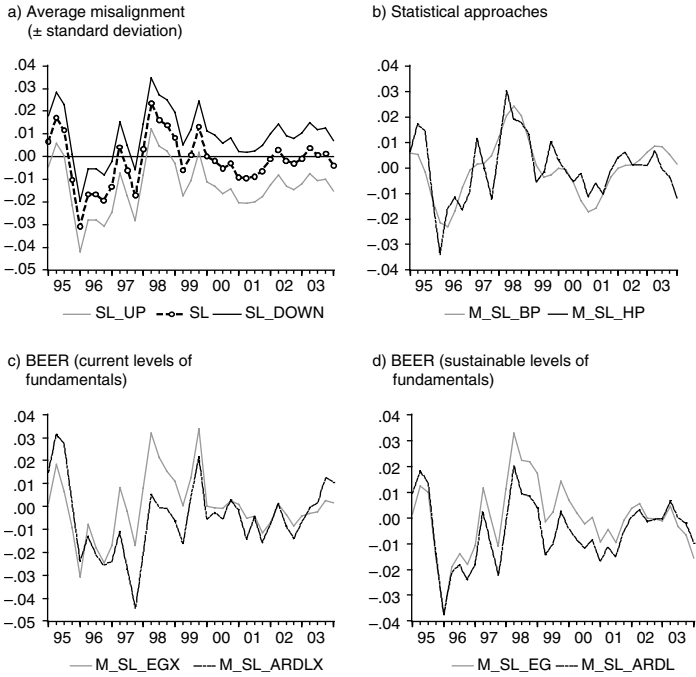 a) Average misalignment
(± standard deviation)
.04
.03
.02
.01
.00
–.01
–.02
–.03
–.04
–.05
95 96 97 98 99 00 01 02 03
SL_UP SL SL_DOWN
b) Statistical approaches
.04
.03
.02
.01
.00
–.01
–.02
–.03
–.04
95 96 97 98 99 00 01 02 03
M_SL_BP M_SL_HP
c) BEER (current levels of
fundamentals)
.04
.03
.02
.01
.00
–.01
–.02
–.03
–.04
–.05
95 96 97 98 99 00 01 02 03
M_SL_EGX M_SL_ARDLX
d) BEER (sustainable levels of
fundamentals)
.04
.03
.02
.01
.00
–.01
–.02
–.03
–.04
95 96 97 98 99 00 01 02 03
M_SL_EG M_SL_ARDL